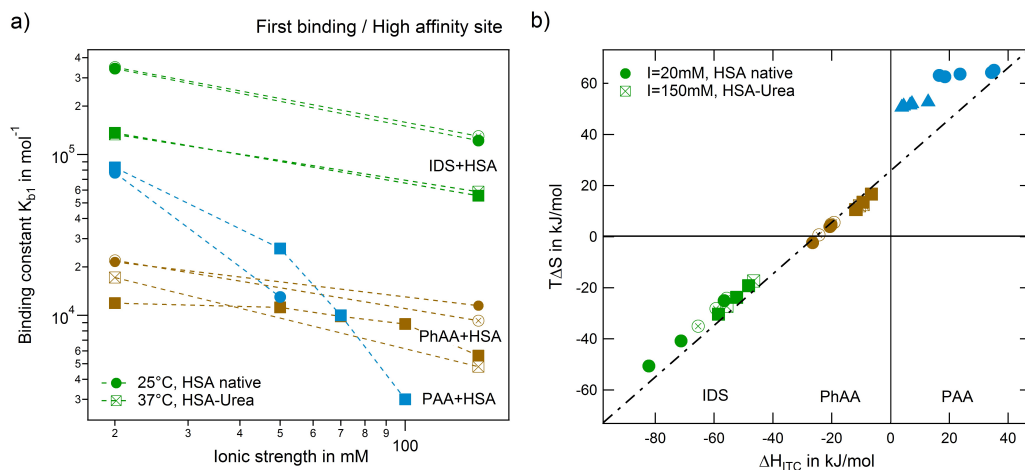 a)
First binding / High affinity site
Binding constant K_b1 in mol⁻¹
4
3
2
10⁵
8
6
5
4
3
2
10⁴
8
6
5
4
3
IDS+HSA
PhAA+HSA
PAA+HSA
25°C, HSA native
37°C, HSA-Urea
2 3 4 5 6 7 8 9 100
Ionic strength in mM
b)
TΔS in kJ/mol
60
40
20
0
-20
-40
-60
I=20mM, HSA native
I=150mM, HSA-Urea
IDS PhAA PAA
-80 -60 -40 -20 0 20 40
ΔH_ITC in kJ/mol